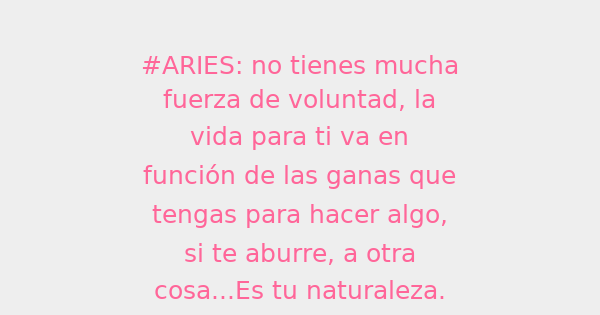 #ARIES: no tienes mucha
fuerza de voluntad, la
vida para ti va en
función de las ganas que
tengas para hacer algo,
si te aburre, a otra
cosa...Es tu naturaleza.